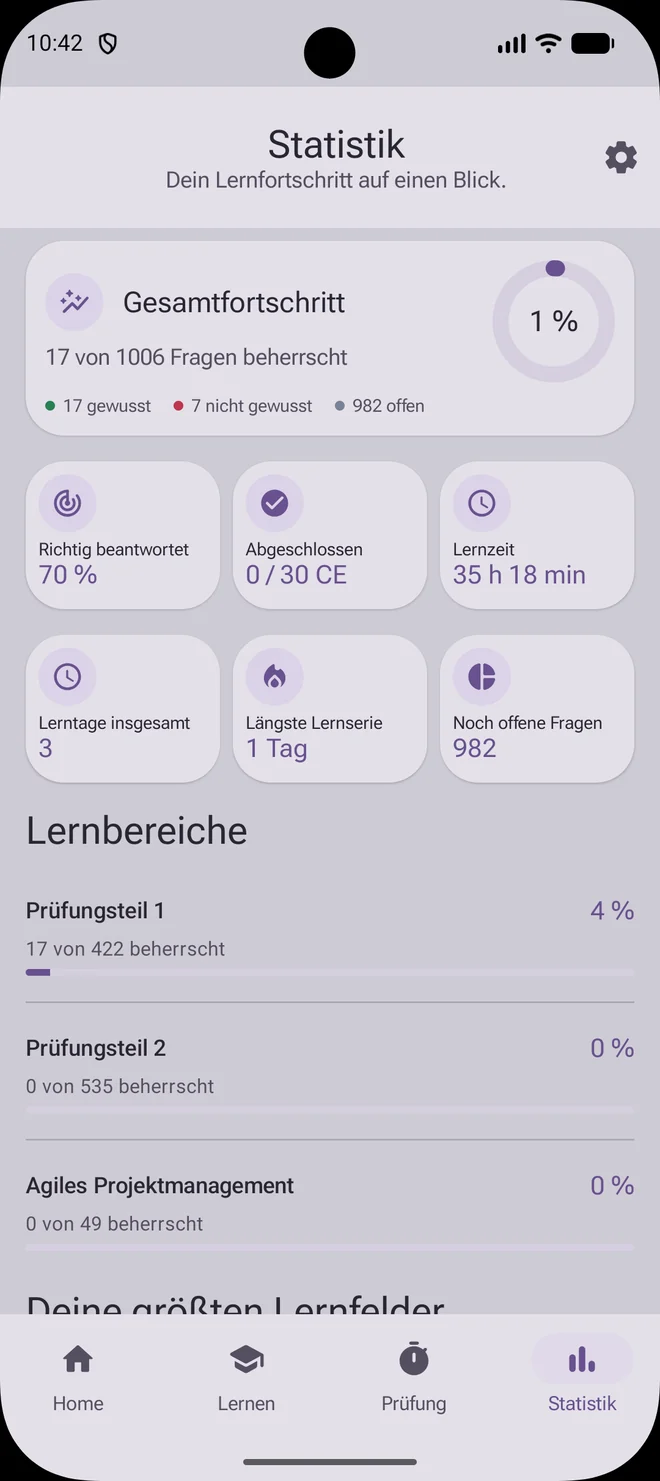 10:42
Statistik
Dein Lernfortschritt auf einen Blick.
Gesamtfortschritt
1 %
17 von 1006 Fragen beherrscht
17 gewusst 7 nicht gewusst 982 offen
Richtig beantwortet
70 %
Abgeschlossen
0 / 30 CE
Lernzeit
35 h 18 min
Lerntage insgesamt
3
Längste Lernserie
1 Tag
Noch offene Fragen
982
Lernbereiche
Prüfungsteil 1
4 %
17 von 422 beherrscht
Prüfungsteil 2
0 %
0 von 535 beherrscht
Agiles Projektmanagement
0 %
0 von 49 beherrscht
Deine größten Lernfelder
Home
Lernen
Prüfung
Statistik